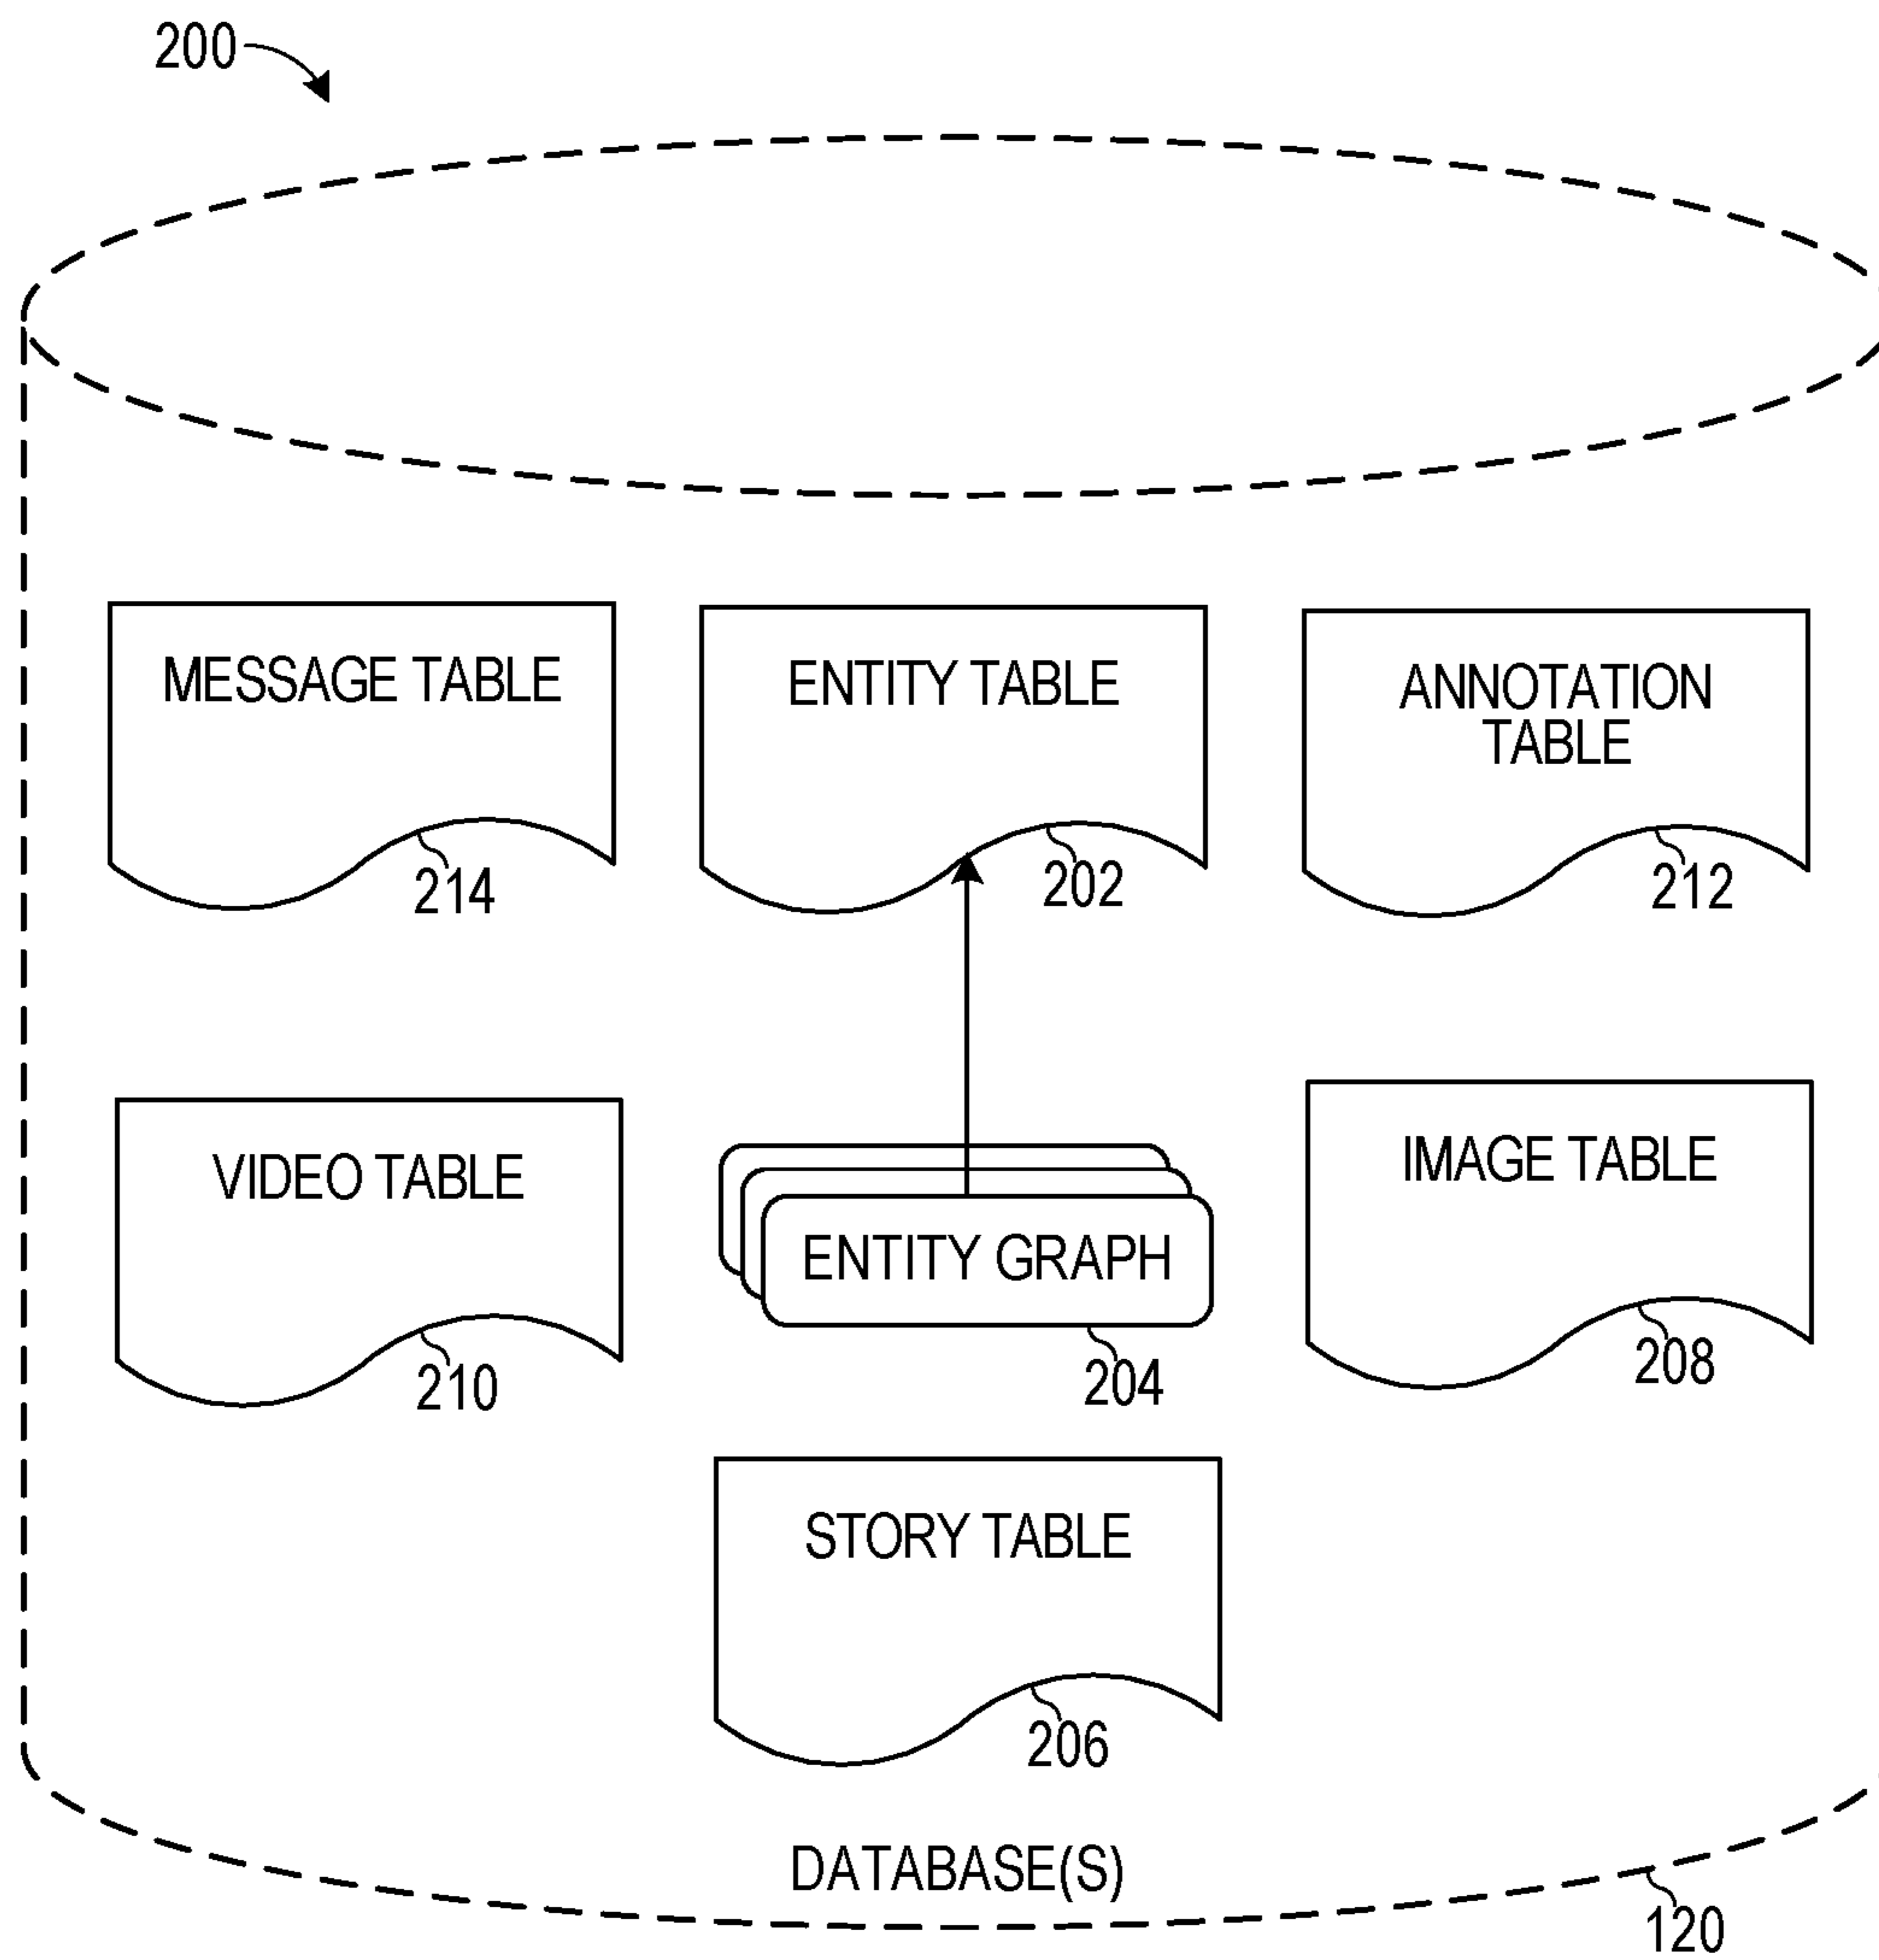 200
MESSAGE TABLE
214
ENTITY TABLE
202
ANNOTATION
TABLE
212
VIDEO TABLE
210
ENTITY GRAPH
204
IMAGE TABLE
208
STORY TABLE
206
DATABASE(S)
120